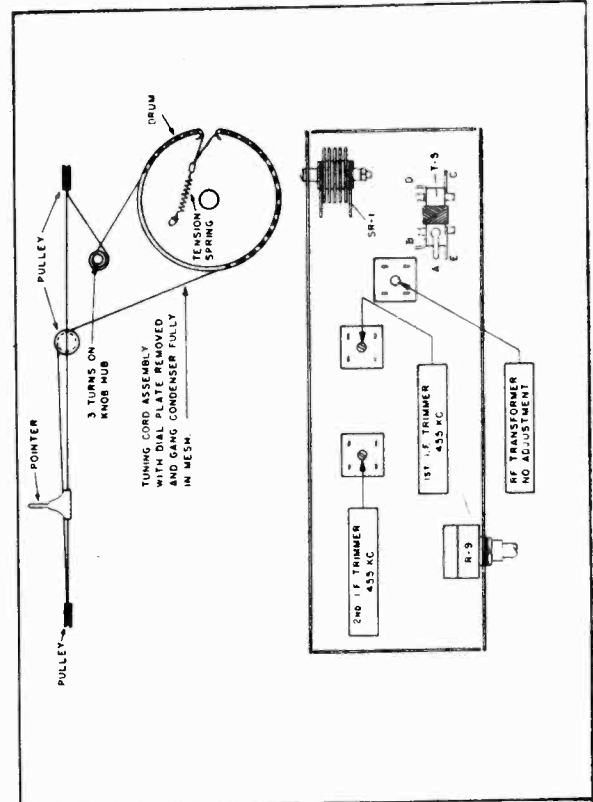 PULLEY
POINTER
PULLEY
3 TURNS ON
KNOB HUB
DRUM
TENSION
SPRING
TUNING CORD ASSEMBLY
WITH DIAL PLATE REMOVED
AND GANG CONDENSER FULLY
IN MESH.
SR-1
B
D
A
E
C
T-5
2ND I.F. TRIMMER
455 KC
1ST I.F. TRIMMER
455 KC
RF TRANSFORMER
NO ADJUSTMENT
R-9